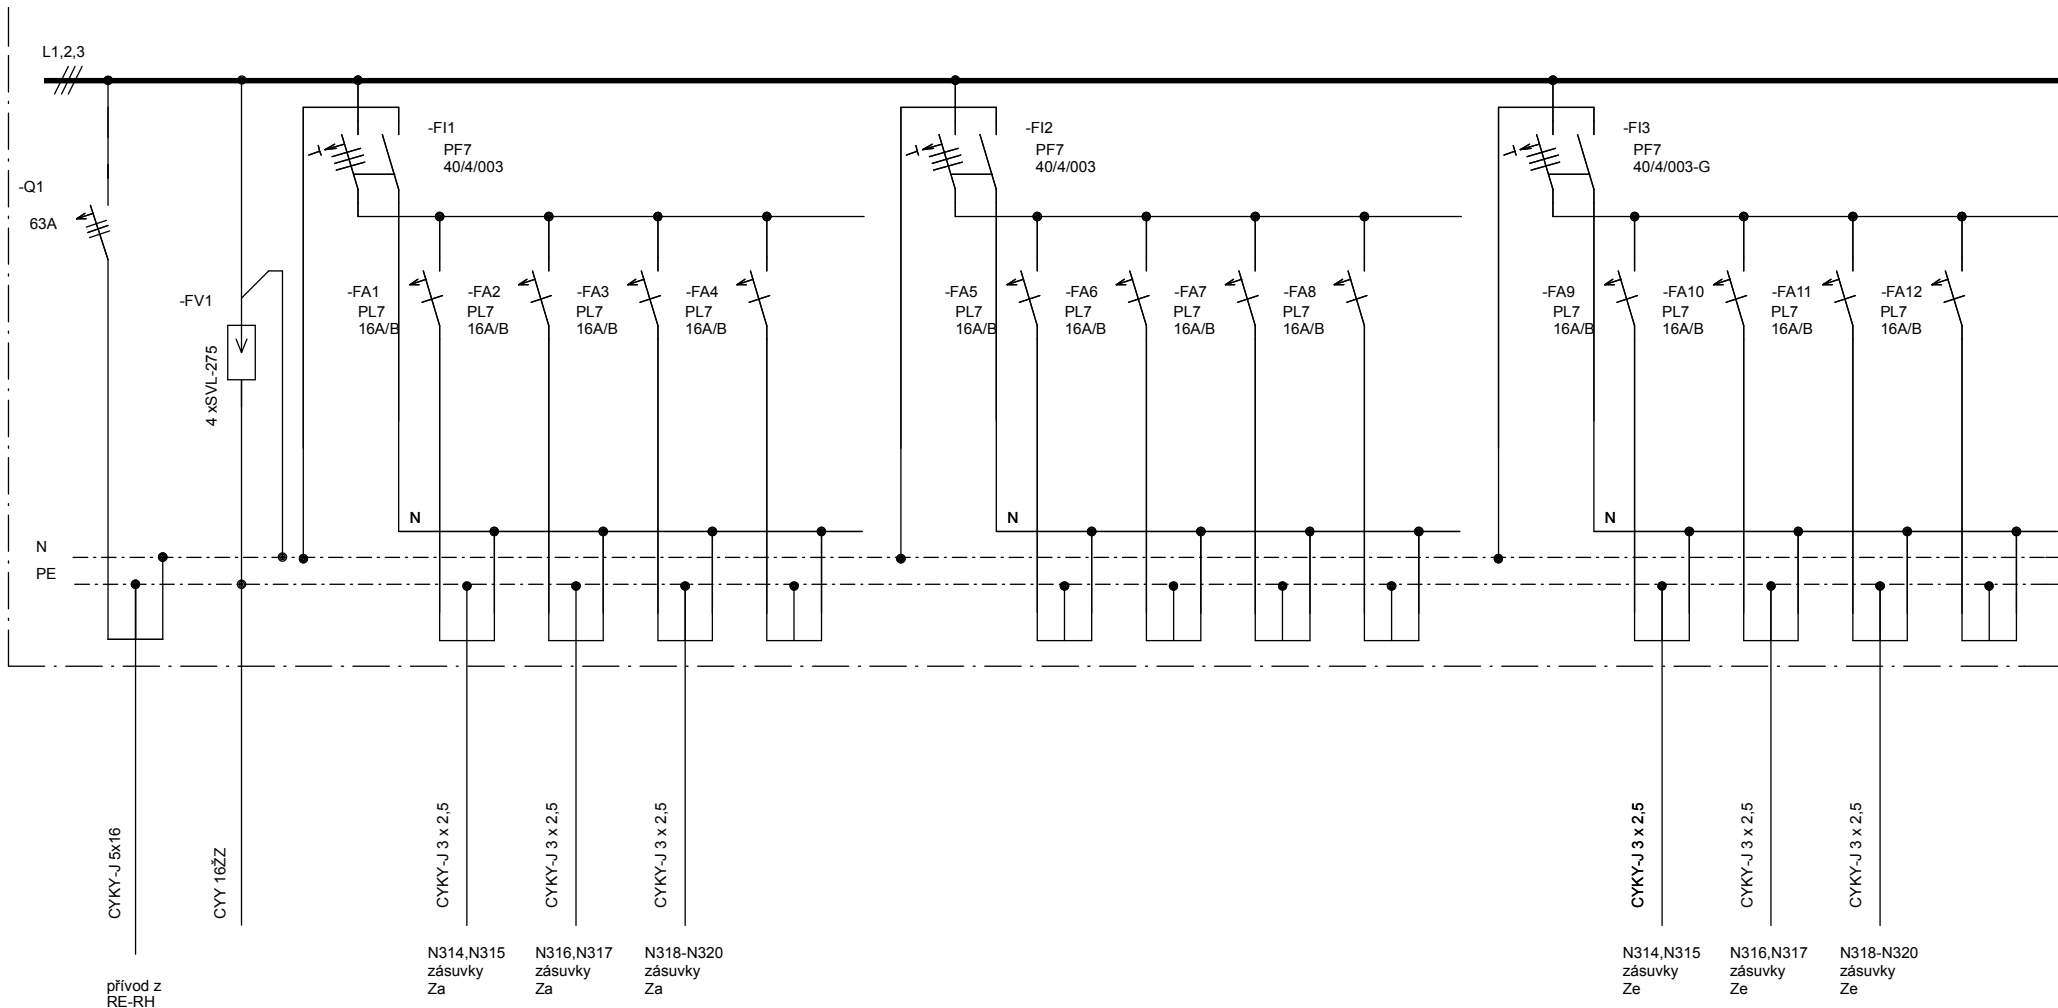 L1,2,3
-Q1
63A
-FV1
4 xSVL-275
-FI1
PF7
40/4/003
-FI2
PF7
40/4/003
-FI3
PF7
40/4/003-G
-FA1
PL7
16A/B
-FA2
PL7
16A/B
-FA3
PL7
16A/B
-FA4
PL7
16A/B
-FA5
PL7
16A/B
-FA6
PL7
16A/B
-FA7
PL7
16A/B
-FA8
PL7
16A/B
-FA9
PL7
16A/B
-FA10
PL7
16A/B
-FA11
PL7
16A/B
-FA12
PL7
16A/B
N
N
N
N
PE
CYKY-J 5x16
CYY 16ŽZ
CYKY-J 3 x 2,5
CYKY-J 3 x 2,5
CYKY-J 3 x 2,5
CYKY-J 3 x 2,5
CYKY-J 3 x 2,5
CYKY-J 3 x 2,5
přívod z
RE-RH
N314,N315
zásuvky
Za
N316,N317
zásuvky
Za
N318-N320
zásuvky
Za
N314,N315
zásuvky
Ze
N316,N317
zásuvky
Ze
N318-N320
zásuvky
Ze